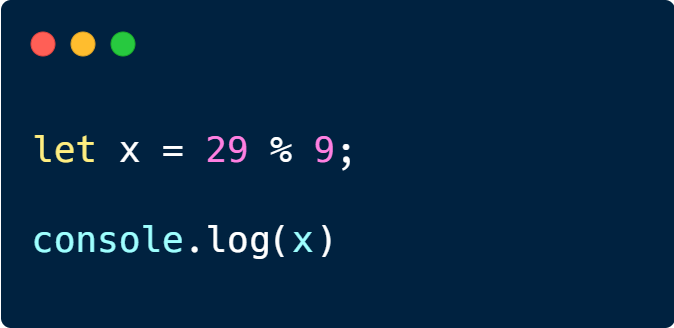 let x = 29 % 9;
console.log(x)